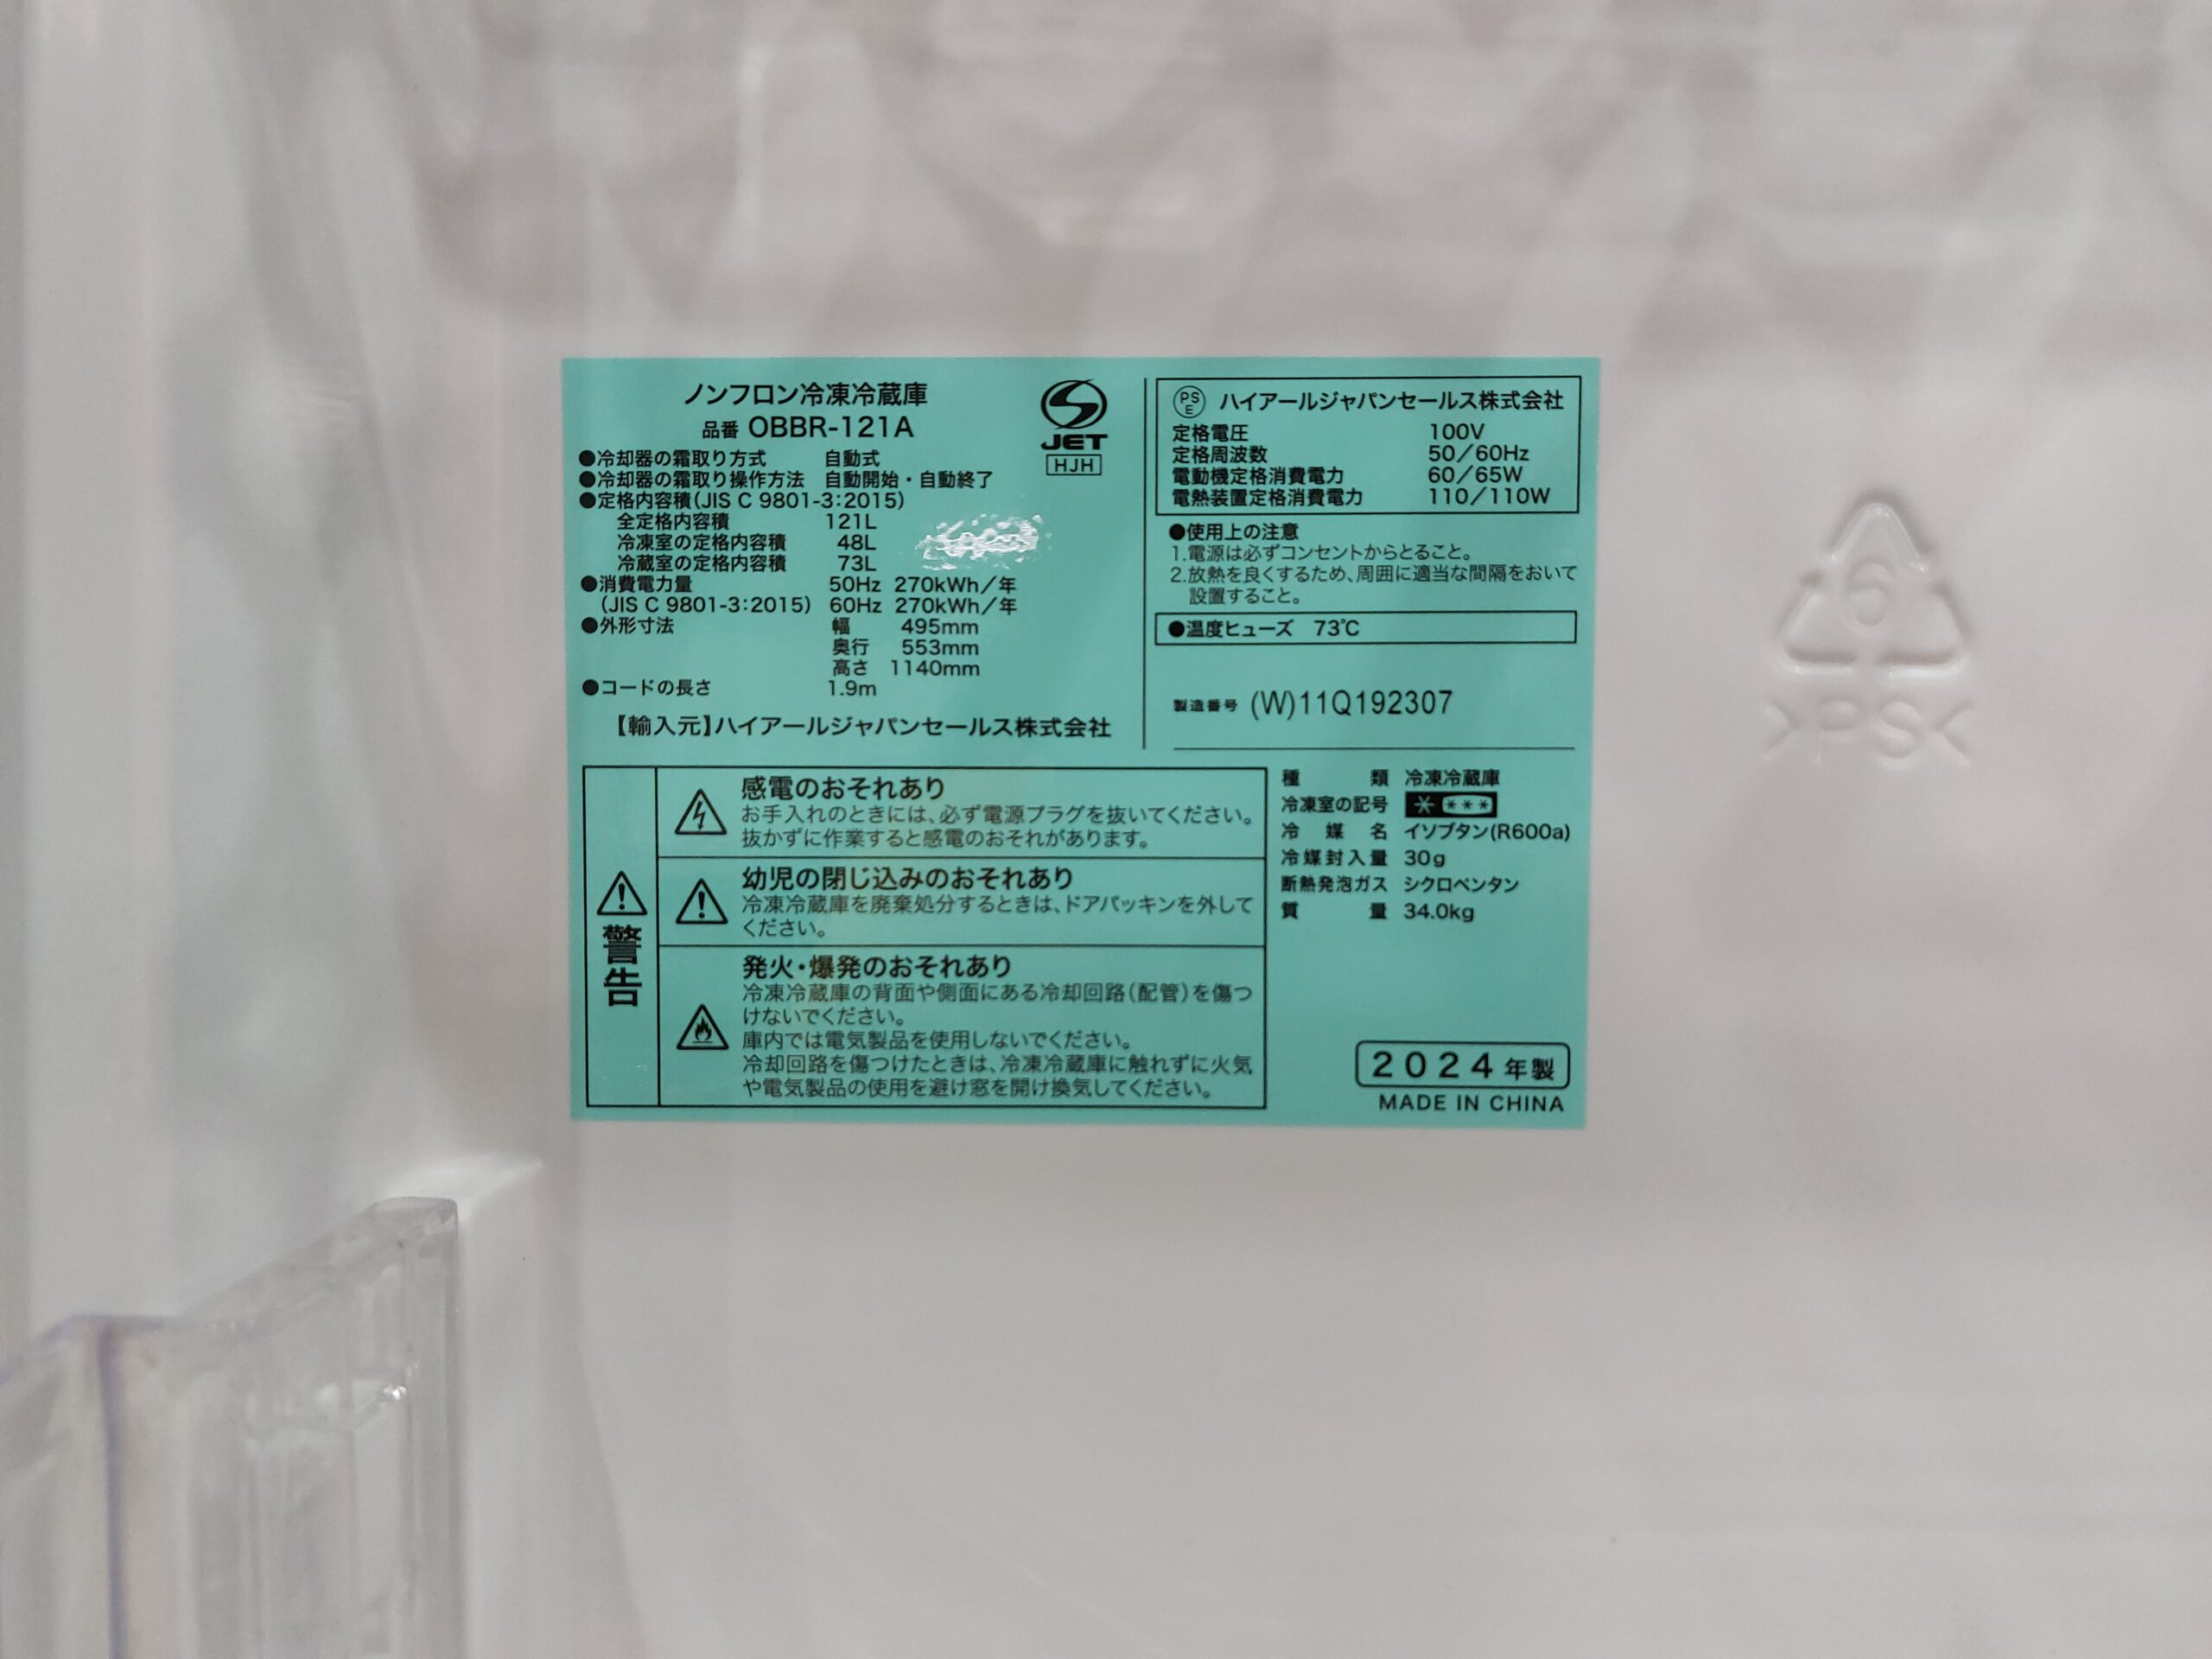 ノンフロン冷凍冷蔵庫
品番 OBBR-121A
JET
HJH
●冷却器の霜取り方式 自動式
●冷却器の霜取り操作方法 自動開始・自動終了
●定格内容積(JIS C 9801-3:2015)
全定格内容積 121L
冷凍室の定格内容積 48L
冷蔵室の定格内容積 73L
●消費電力量 50Hz 270kWh/年
(JIS C 9801-3:2015) 60Hz 270kWh/年
●外形寸法 幅 495mm
奥行 553mm
高さ 1140mm
●コードの長さ 1.9m
【輸入元】ハイアールジャパンセールス株式会社
PSE ハイアールジャパンセールス株式会社
定格電圧 100V
定格周波数 50/60Hz
電動機定格消費電力 60/65W
電熱装置定格消費電力 110/110W
●使用上の注意
1.電源は必ずコンセントからとること。
2.放熱を良くするため、周囲に適当な間隔をおいて
設置すること。
●温度ヒューズ 73℃
製造番号 (W)11Q192307
警告
感電のおそれあり
お手入れのときには、必ず電源プラグを抜いてください。
抜かずに作業すると感電のおそれがあります。
幼児の閉じ込みのおそれあり
冷凍冷蔵庫を廃棄処分するときは、ドアパッキンを外して
ください。
発火・爆発のおそれあり
冷凍冷蔵庫の背面や側面にある冷却回路(配管)を傷つ
けないでください。
庫内では電気製品を使用しないでください。
冷却回路を傷つけたときは、冷凍冷蔵庫に触れずに火気
や電気製品の使用を避け窓を開け換気してください。
種類 冷凍冷蔵庫
冷凍室の記号 * ***
冷媒名 イソブタン(R600a)
冷媒封入量 30g
断熱発泡ガス シクロペンタン
質量 34.0kg
2024年製
MADE IN CHINA
6
>PS<